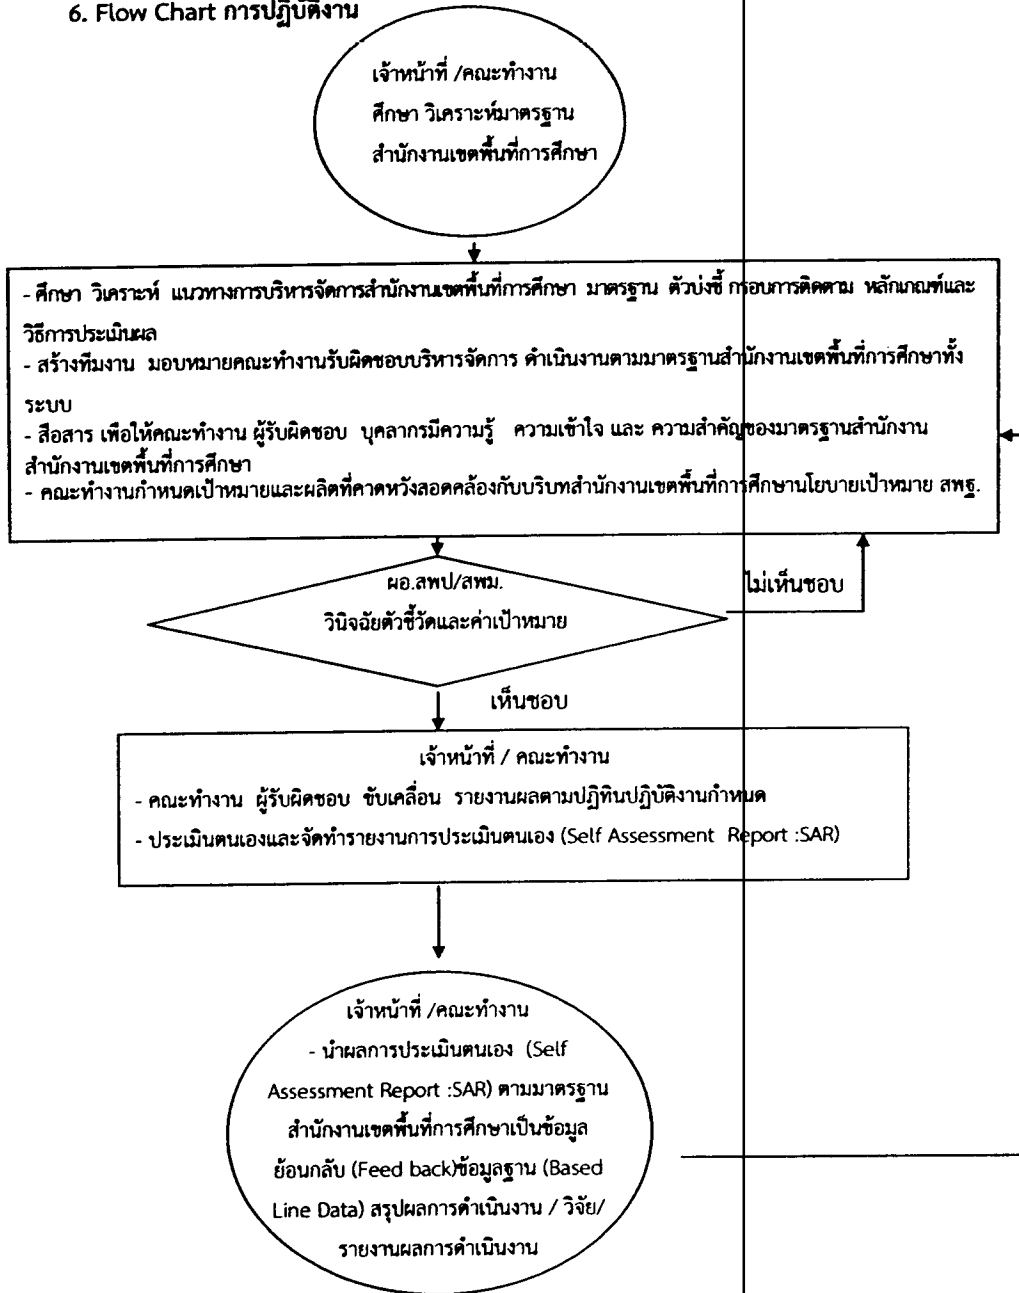 6. Flow Chart การปฏิบัติงาน
เจ้าหน้าที่ /คณะทำงาน
ศึกษา วิเคราะห์มาตรฐาน
สำนักงานเขตพื้นที่การศึกษา
- ศึกษา วิเคราะห์ แนวทางการบริหารจัดการสำนักงานเขตพื้นที่การศึกษา มาตรฐาน ตัวบ่งชี้ กรอบการติดตาม หลักเกณฑ์และ
วิธีการประเมินผล
- สร้างทีมงาน มอบหมายคณะทำงานรับผิดชอบบริหารจัดการ ดำเนินงานตามมาตรฐานสำนักงานเขตพื้นที่การศึกษาทั้ง
ระบบ
- สื่อสาร เพื่อให้คณะทำงาน ผู้รับผิดชอบ บุคลากรมีความรู้ ความเข้าใจ และ ความสำคัญของมาตรฐานสำนักงาน
สำนักงานเขตพื้นที่การศึกษา
- คณะทำงานกำหนดเป้าหมายและผลิตที่คาดหวังสอดคล้องกับบริบทสำนักงานเขตพื้นที่การศึกษานโยบายเป้าหมาย สพฐ.
ผอ.สพป/สพม.
วินิจฉัยตัวชี้วัดและค่าเป้าหมาย
ไม่เห็นชอบ
เห็นชอบ
เจ้าหน้าที่ / คณะทำงาน
- คณะทำงาน ผู้รับผิดชอบ ขับเคลื่อน รายงานผลตามปฏิทินปฏิบัติงานกำหนด
- ประเมินตนเองและจัดทำรายงานการประเมินตนเอง (Self Assessment Report :SAR)
เจ้าหน้าที่ /คณะทำงาน
- นำผลการประเมินตนเอง (Self
Assessment Report :SAR) ตามมาตรฐาน
สำนักงานเขตพื้นที่การศึกษาเป็นข้อมูล
ย้อนกลับ (Feed back)ข้อมูลฐาน (Based
Line Data) สรุปผลการดำเนินงาน / วิจัย/
รายงานผลการดำเนินงาน